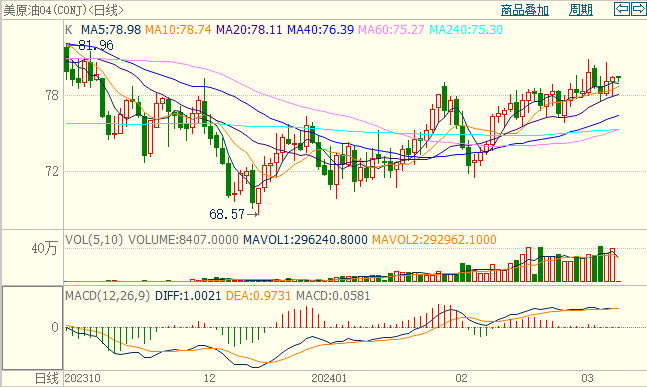 美原油04(CONJ)<日线> 商品叠加 周期
K MA5:78.98 MA10:78.74 MA20:78.11 MA40:76.39 MA60:75.27 MA240:75.30
81.96
78
72
68.57
VOL(5,10) VOLUME:8407.0000 MAVOL1:296240.8000 MAVOL2:292962.1000
40万
MACD(12,26,9) DIFF:1.0021 DEA:0.9731 MACD:0.0581
0
日线 202310 12 202401 02 03